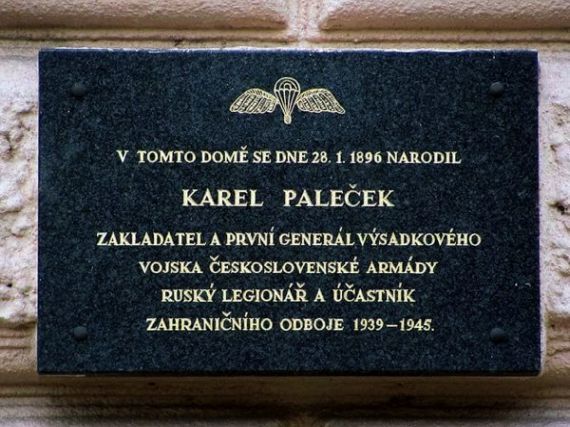 V TOMTO DOMĚ SE DNE 28. 1. 1896 NARODIL
KAREL PALEČEK
ZAKLADATEL A PRVNÍ GENERÁL VÝSADKOVÉHO
VOJSKA ČESKOSLOVENSKÉ ARMÁDY
RUSKÝ LEGIONÁŘ A ÚČASTNÍK
ZAHRANIČNÍHO ODBOJE 1939–1945.